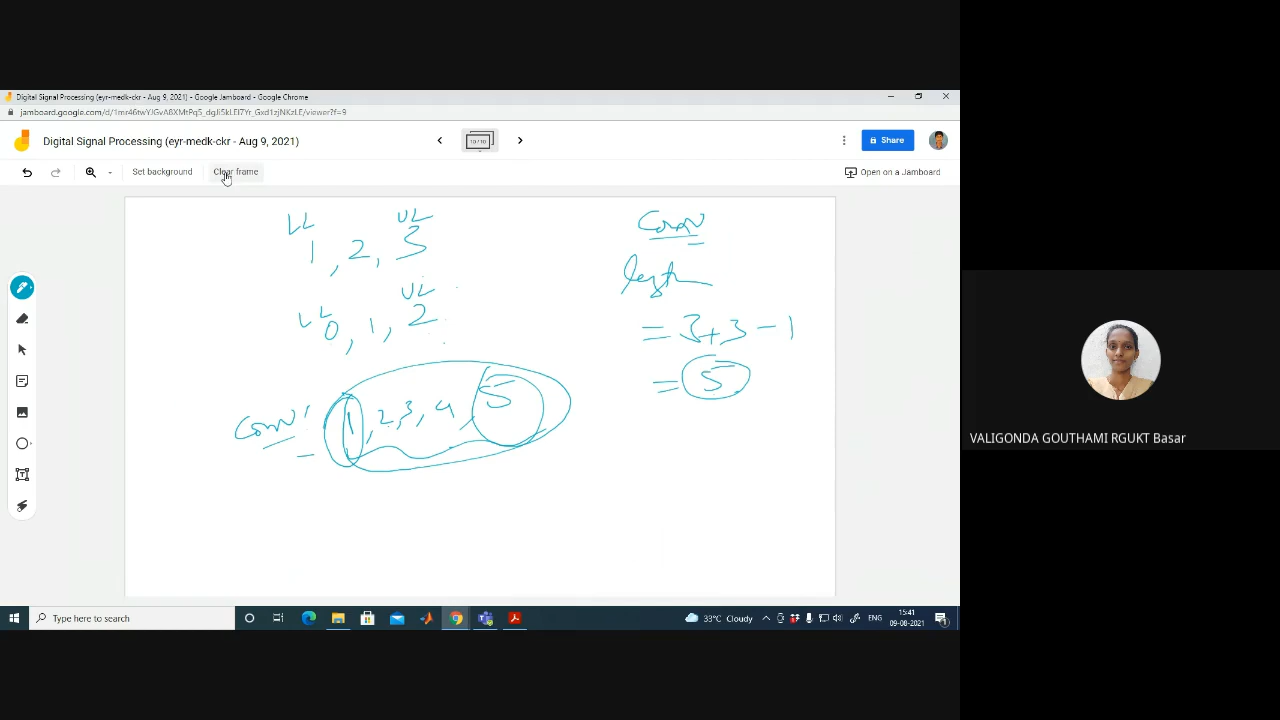 Digital Signal Processing (eyr-medk-ckr - Aug 9, 2021) - Google Jamboard - Google Chrome
Digital Signal Processing (eyr-medk-ckr - Aug 9, 2021)
10 / 10
Share
Set background
Clear frame
Open on a Jamboard
LL UL
1, 2, 3
UL
LL 0, 1, 2
Conv
length
= 3+3-1
= 5
Conv: 1, 2, 3, 4, 5
VALIGONDA GOUTHAMI RGUKT Basar
Type here to search
33°C Cloudy
ENG
15:41
09-08-2021